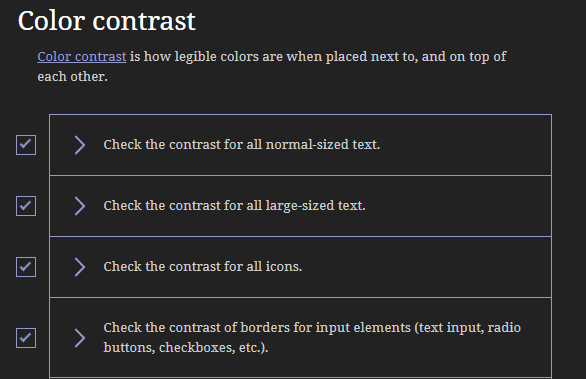 Color contrast
Color contrast is how legible colors are when placed next to, and on top of
each other.
Check the contrast for all normal-sized text.
Check the contrast for all large-sized text.
Check the contrast for all icons.
Check the contrast of borders for input elements (text input, radio
buttons, checkboxes, etc.).